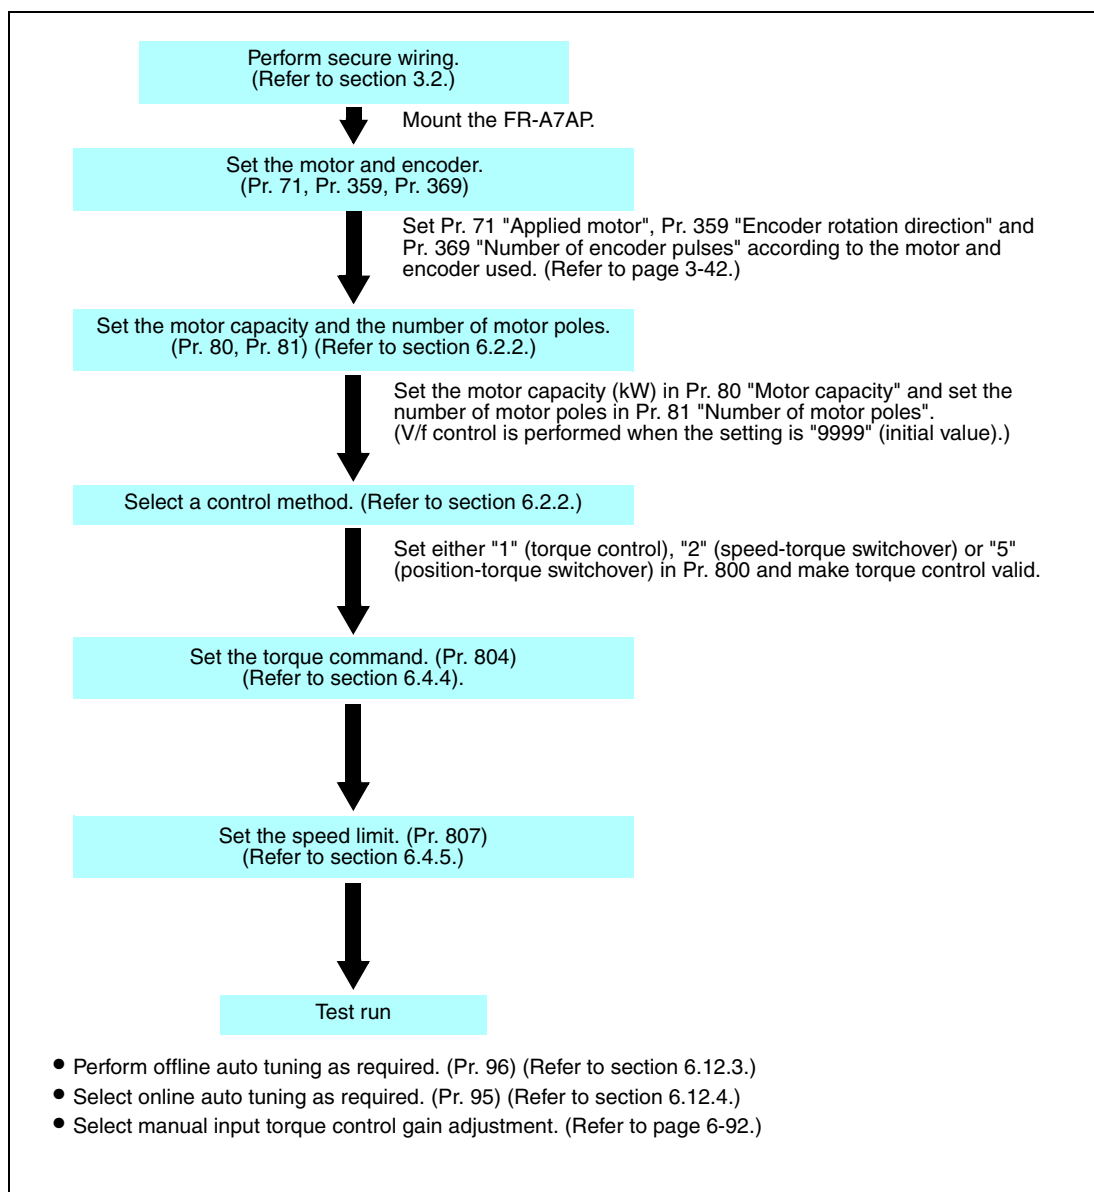 Perform secure wiring.
(Refer to section 3.2.)
Mount the FR-A7AP.
Set the motor and encoder.
(Pr. 71, Pr. 359, Pr. 369)
Set Pr. 71 "Applied motor", Pr. 359 "Encoder rotation direction" and
Pr. 369 "Number of encoder pulses" according to the motor and
encoder used. (Refer to page 3-42.)
Set the motor capacity and the number of motor poles.
(Pr. 80, Pr. 81) (Refer to section 6.2.2.)
Set the motor capacity (kW) in Pr. 80 "Motor capacity" and set the
number of motor poles in Pr. 81 "Number of motor poles".
(V/f control is performed when the setting is "9999" (initial value).)
Select a control method. (Refer to section 6.2.2.)
Set either "1" (torque control), "2" (speed-torque switchover) or "5"
(position-torque switchover) in Pr. 800 and make torque control valid.
Set the torque command. (Pr. 804)
(Refer to section 6.4.4).
Set the speed limit. (Pr. 807)
(Refer to section 6.4.5.)
Test run
● Perform offline auto tuning as required. (Pr. 96) (Refer to section 6.12.3.)
● Select online auto tuning as required. (Pr. 95) (Refer to section 6.12.4.)
● Select manual input torque control gain adjustment. (Refer to page 6-92.)